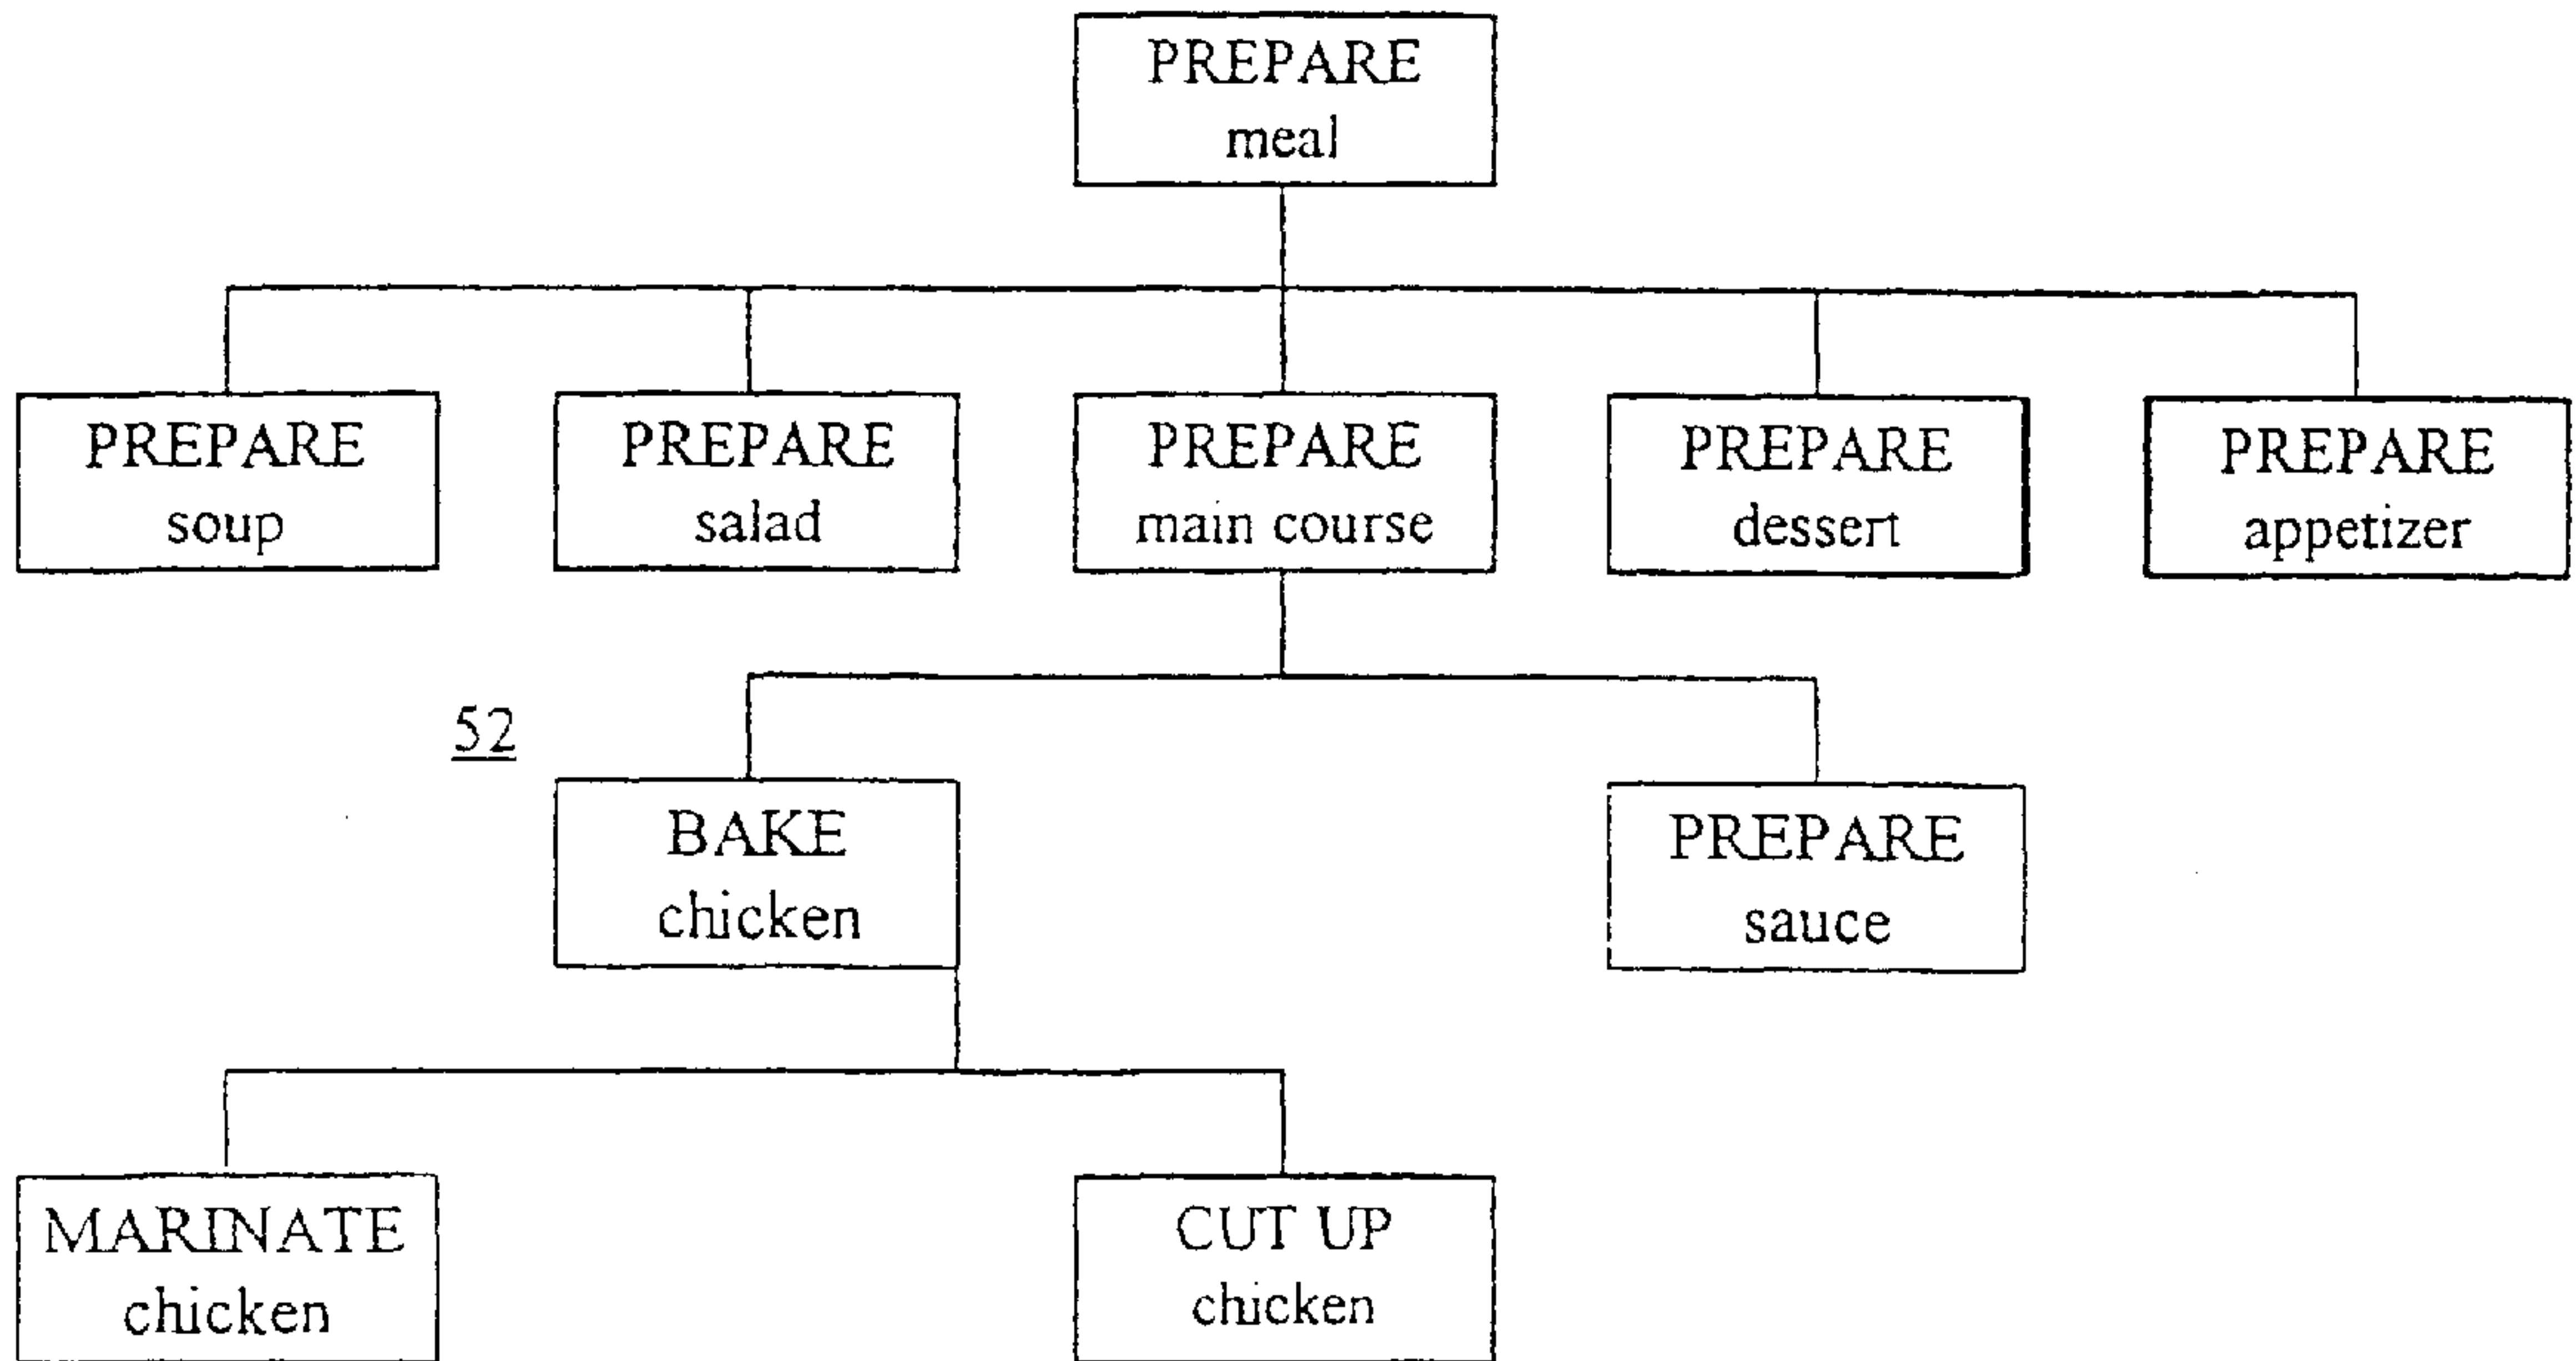 PREPARE
meal
PREPARE
soup
PREPARE
salad
PREPARE
main course
PREPARE
dessert
PREPARE
appetizer
52
BAKE
chicken
PREPARE
sauce
MARINATE
chicken
CUT UP
chicken